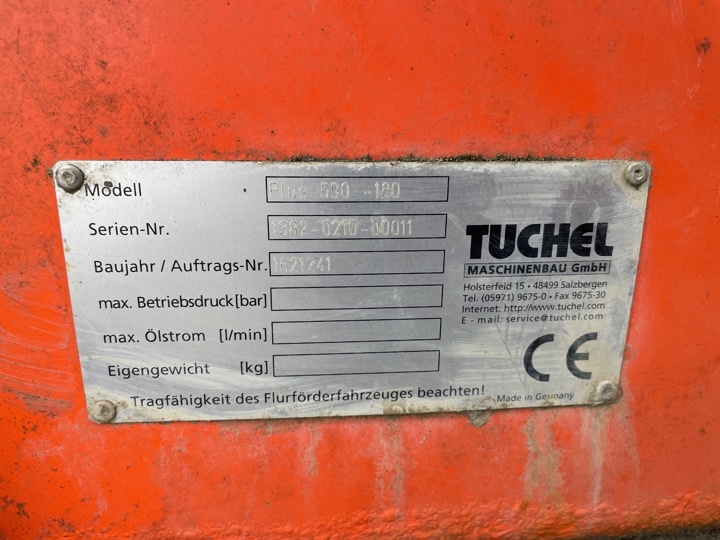 Modell Plus 590 -180
Serien-Nr. 1362-0210-00011
Baujahr / Auftrags-Nr. 1521241
max. Betriebsdruck[bar]
max. Ölstrom [l/min]
Eigengewicht [kg]
Tragfähigkeit des Flurförderfahrzeuges beachten!
TUCHEL
MASCHINENBAU GmbH
Holsterfeld 15 • 48499 Salzbergen
Tel. (05971) 9675-0 • Fax 9675-30
Internet: http://www.tuchel.com
E - mail: service@tuchel.com
CE
Made in Germany